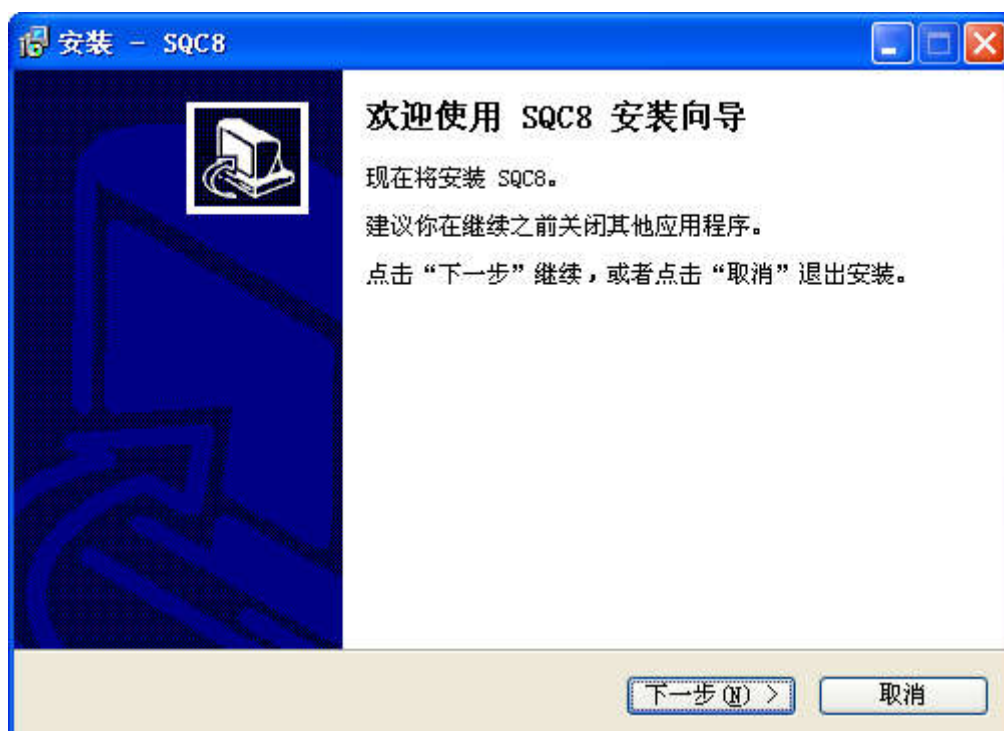 安装 - SQC8
欢迎使用 SQC8 安装向导
现在将安装 SQC8。
建议你在继续之前关闭其他应用程序。
点击“下一步”继续，或者点击“取消”退出安装。
下一步(N) >
取消